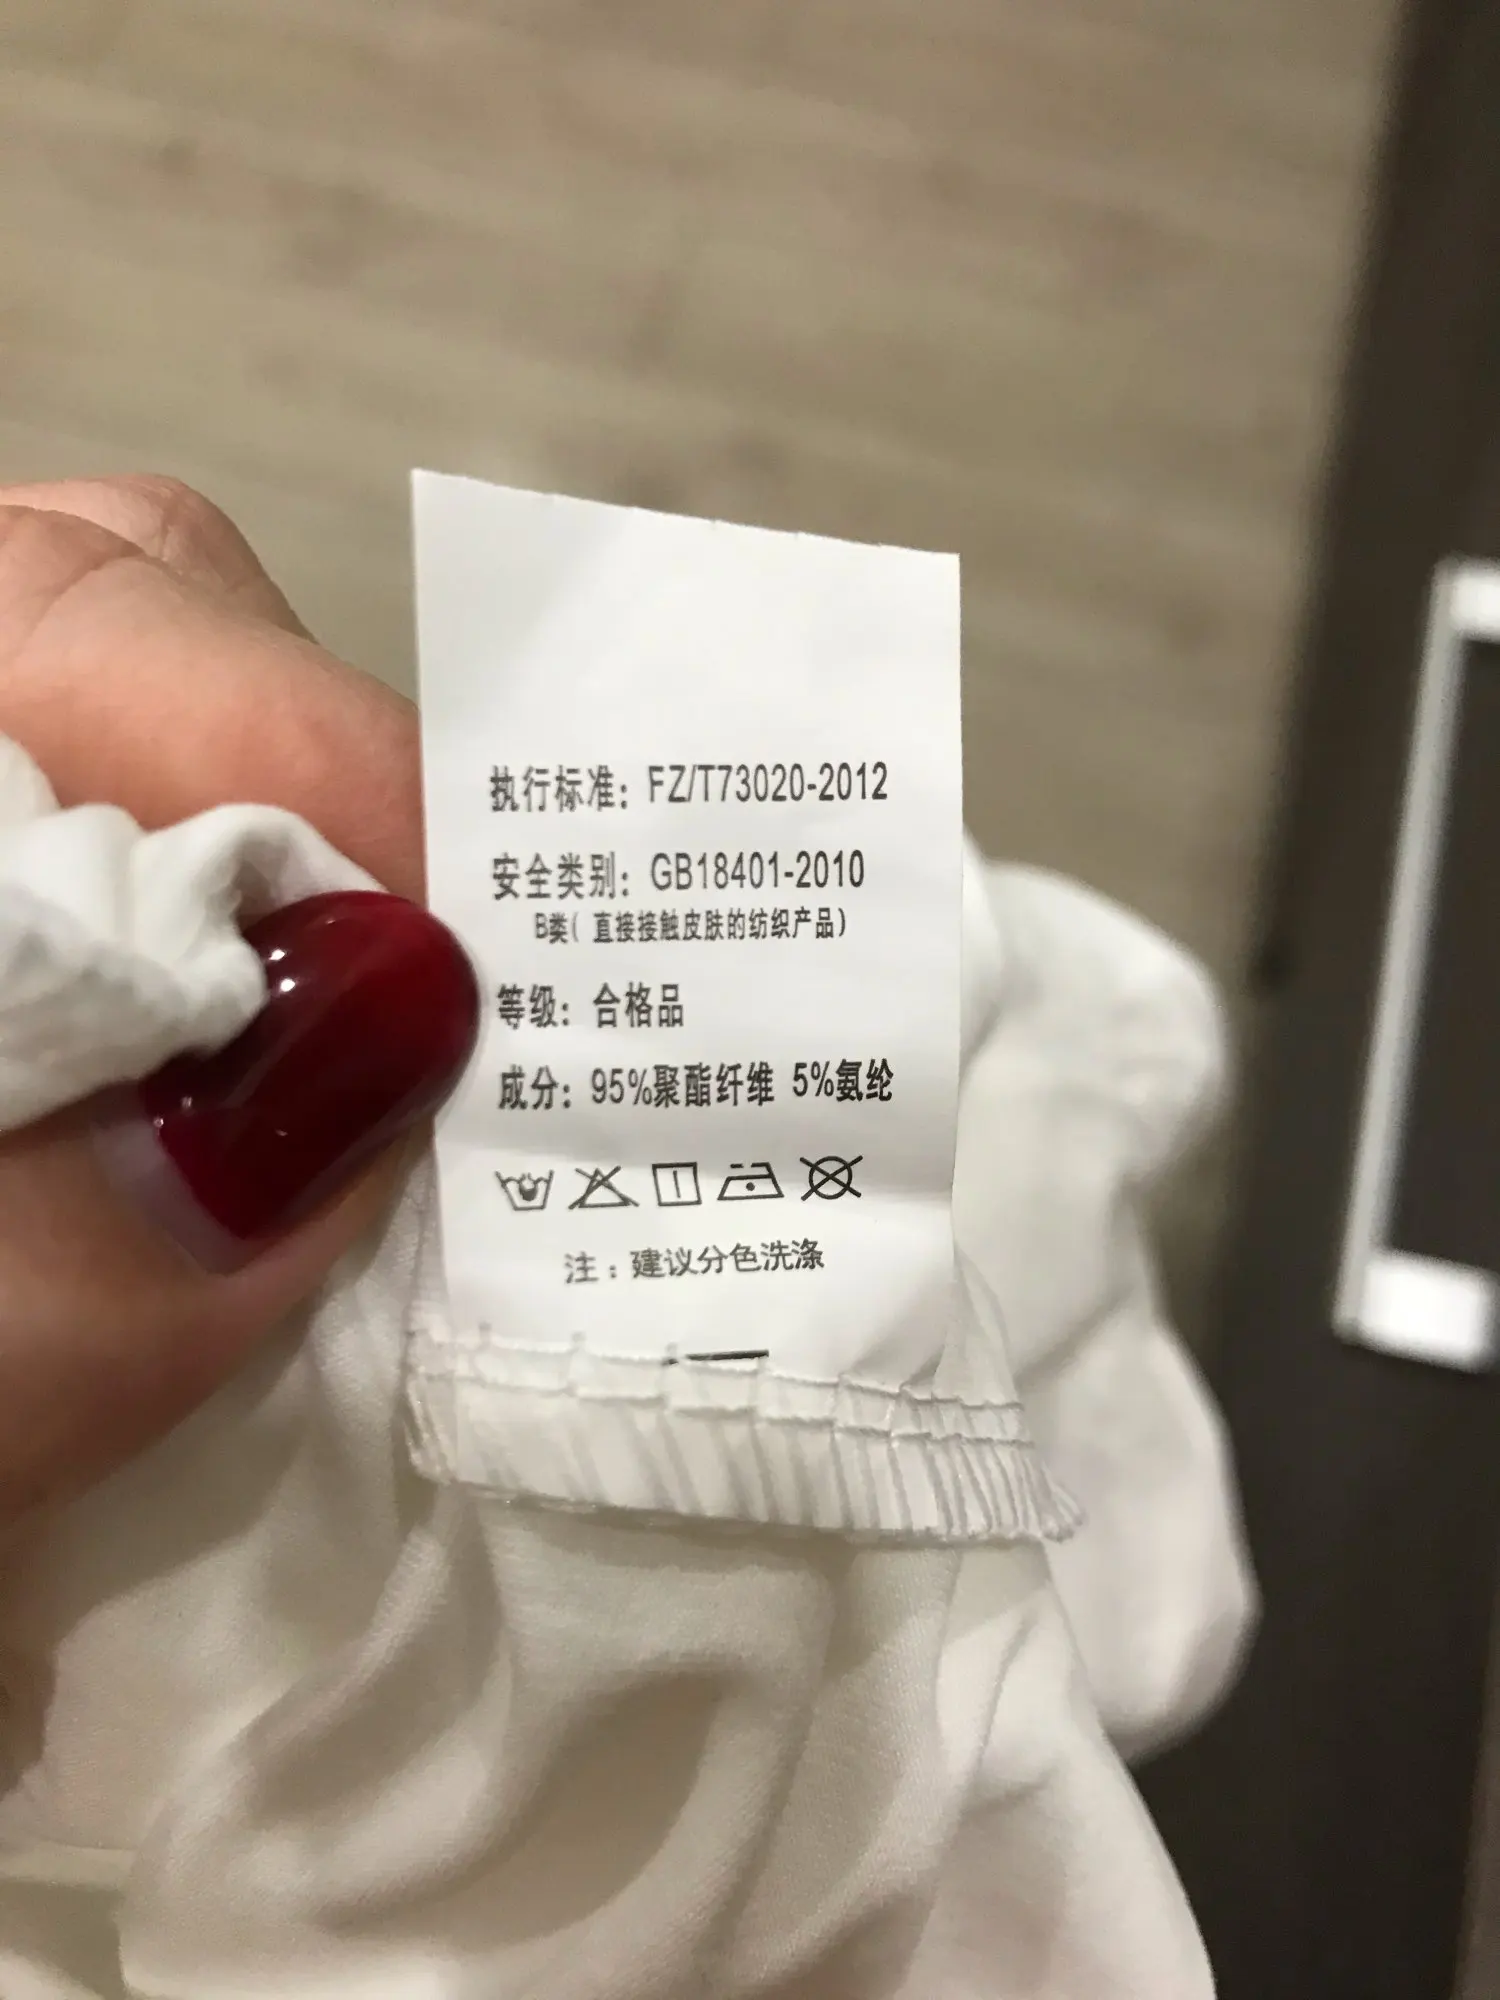 执行标准：FZ/T73020-2012
安全类别：GB18401-2010
B类（直接接触皮肤的纺织产品）
等级：合格品
成分：95%聚酯纤维 5%氨纶
注：建议分色洗涤